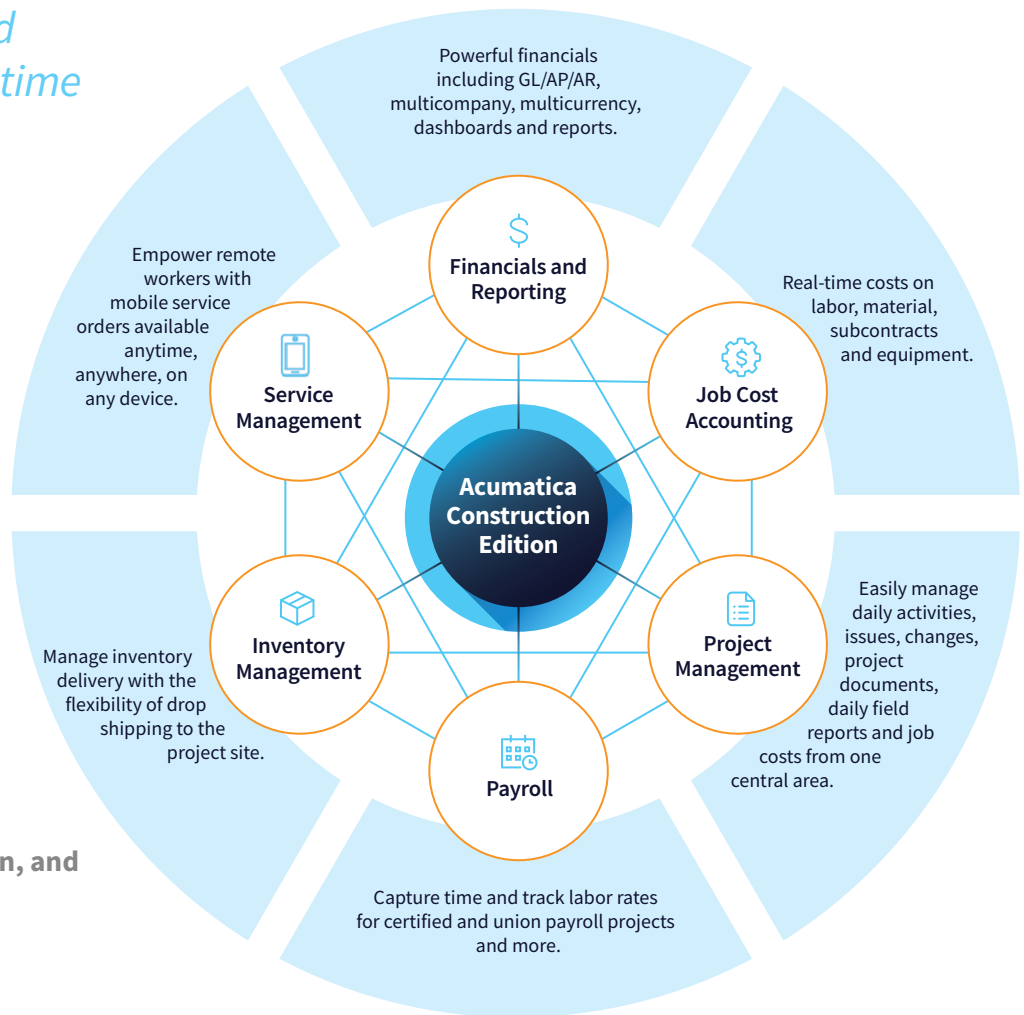 time
Powerful financials
including GL/AP/AR,
multicompany, multicurrency,
dashboards and reports.
Financials and
Reporting
Empower remote
workers with
mobile service
orders available
anytime,
anywhere, on
any device.
Service
Management
Real-time costs on
labor, material,
subcontracts
and equipment.
Job Cost
Accounting
Acumatica
Construction
Edition
Manage inventory
delivery with the
flexibility of drop
shipping to the
project site.
Inventory
Management
Easily manage
daily activities,
issues, changes,
project
documents,
daily field
reports and job
costs from one
central area.
Project
Management
Payroll
Capture time and track labor rates
for certified and union payroll projects
and more.
n, and